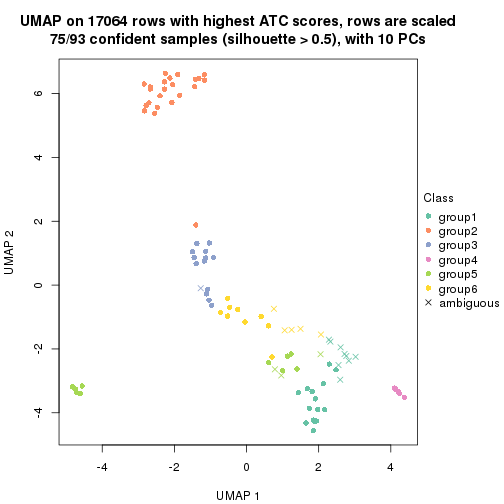 UMAP on 17064 rows with highest ATC scores, rows are scaled
75/93 confident samples (silhouette > 0.5), with 10 PCs
UMAP 2
6
4
2
0
-2
-4
-4
-2
0
2
4
UMAP 1
Class
group1
group2
group3
group4
group5
group6
ambiguous